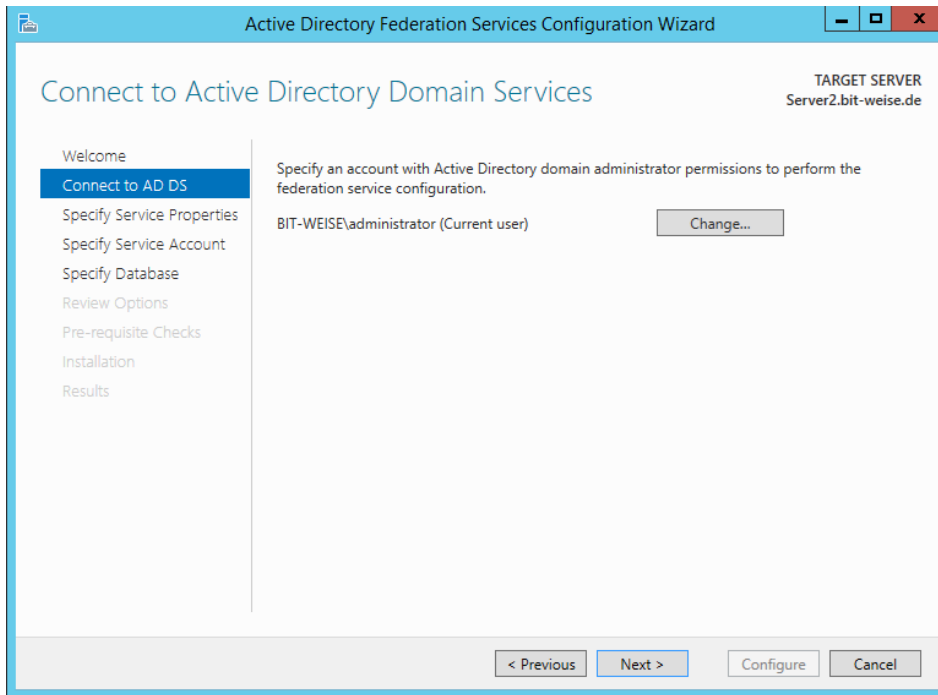 Active Directory Federation Services Configuration Wizard
Connect to Active Directory Domain Services
TARGET SERVER
Server2.bit-weise.de
Welcome
Connect to AD DS
Specify Service Properties
Specify Service Account
Specify Database
Review Options
Pre-requisite Checks
Installation
Results
Specify an account with Active Directory domain administrator permissions to perform the
federation service configuration.
BIT-WEISE\administrator (Current user)
Change...
< Previous
Next >
Configure
Cancel